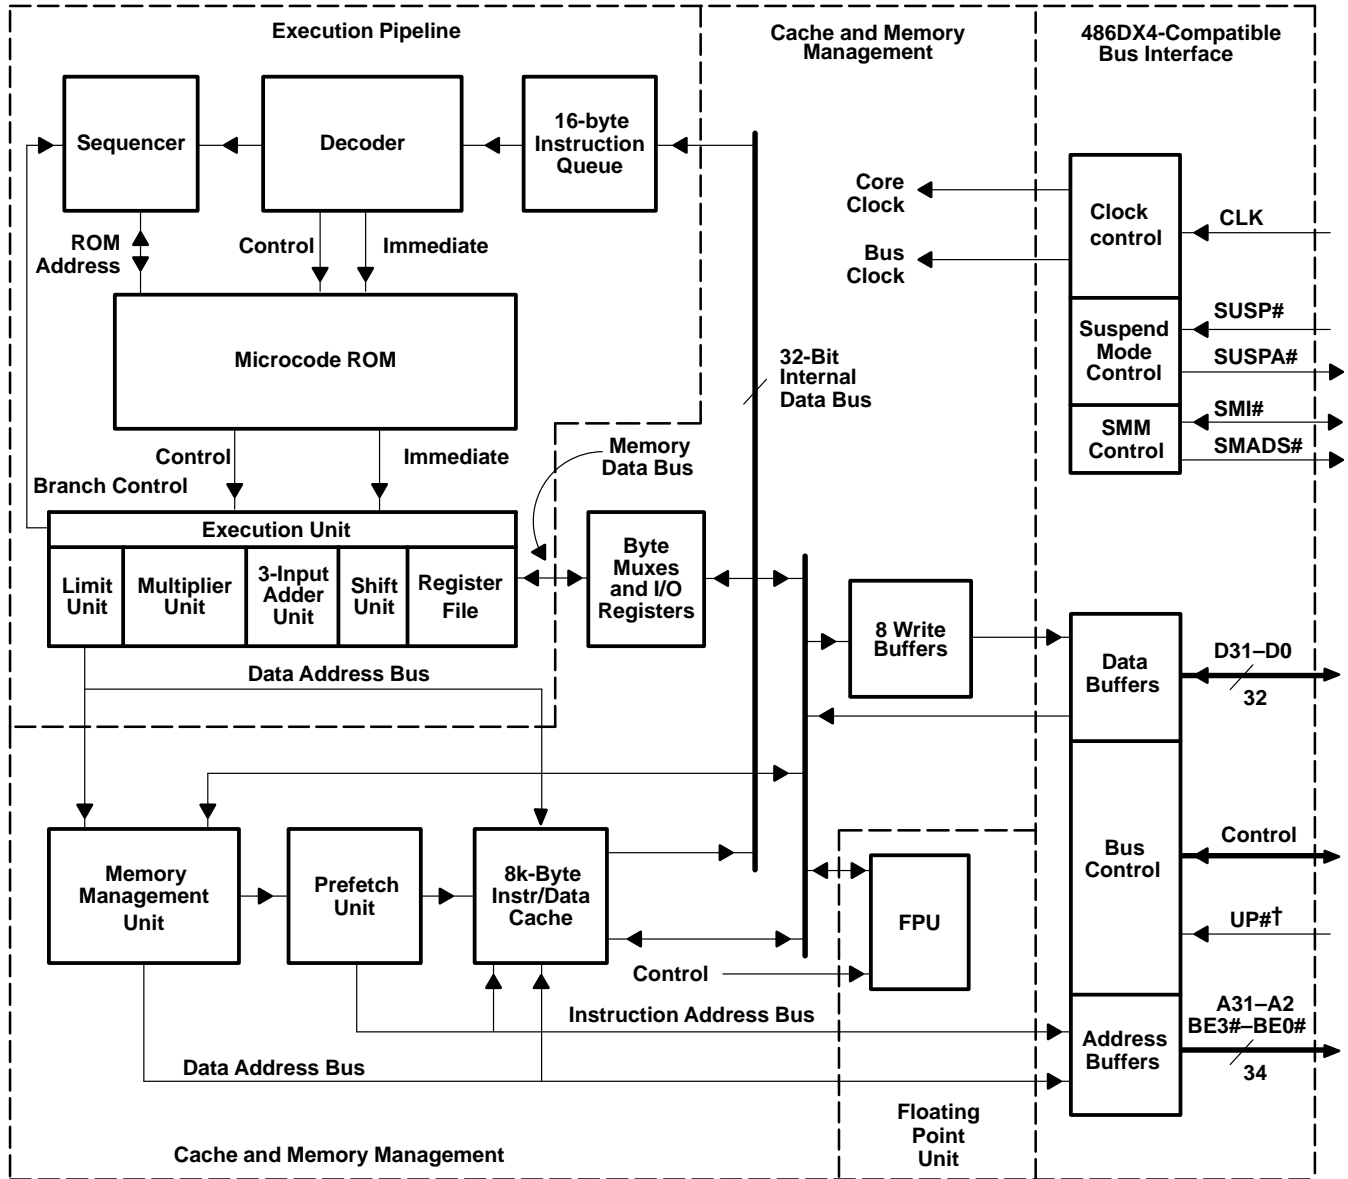 Execution Pipeline
Cache and Memory
Management
486DX4-Compatible
Bus Interface
Sequencer
Decoder
16-byte
Instruction
Queue
Core
Clock
Bus
Clock
Clock
control
CLK
ROM
Address
Control
Immediate
Microcode ROM
32-Bit
Internal
Data Bus
Suspend
Mode
Control
SUSP#
SUSPA#
SMM
Control
SMI#
SMADS#
Control
Immediate
Memory
Data Bus
Branch Control
Execution Unit
Limit
Unit
Multiplier
Unit
3-Input
Adder
Unit
Shift
Unit
Register
File
Byte
Muxes
and I/O
Registers
8 Write
Buffers
Data
Buffers
D31–D0
32
Data Address Bus
Memory
Management
Unit
Prefetch
Unit
8k-Byte
Instr/Data
Cache
FPU
Bus
Control
Control
UP#†
Control
Instruction Address Bus
Data Address Bus
Address
Buffers
A31–A2
BE3#–BE0#
34
Floating
Point
Unit
Cache and Memory Management